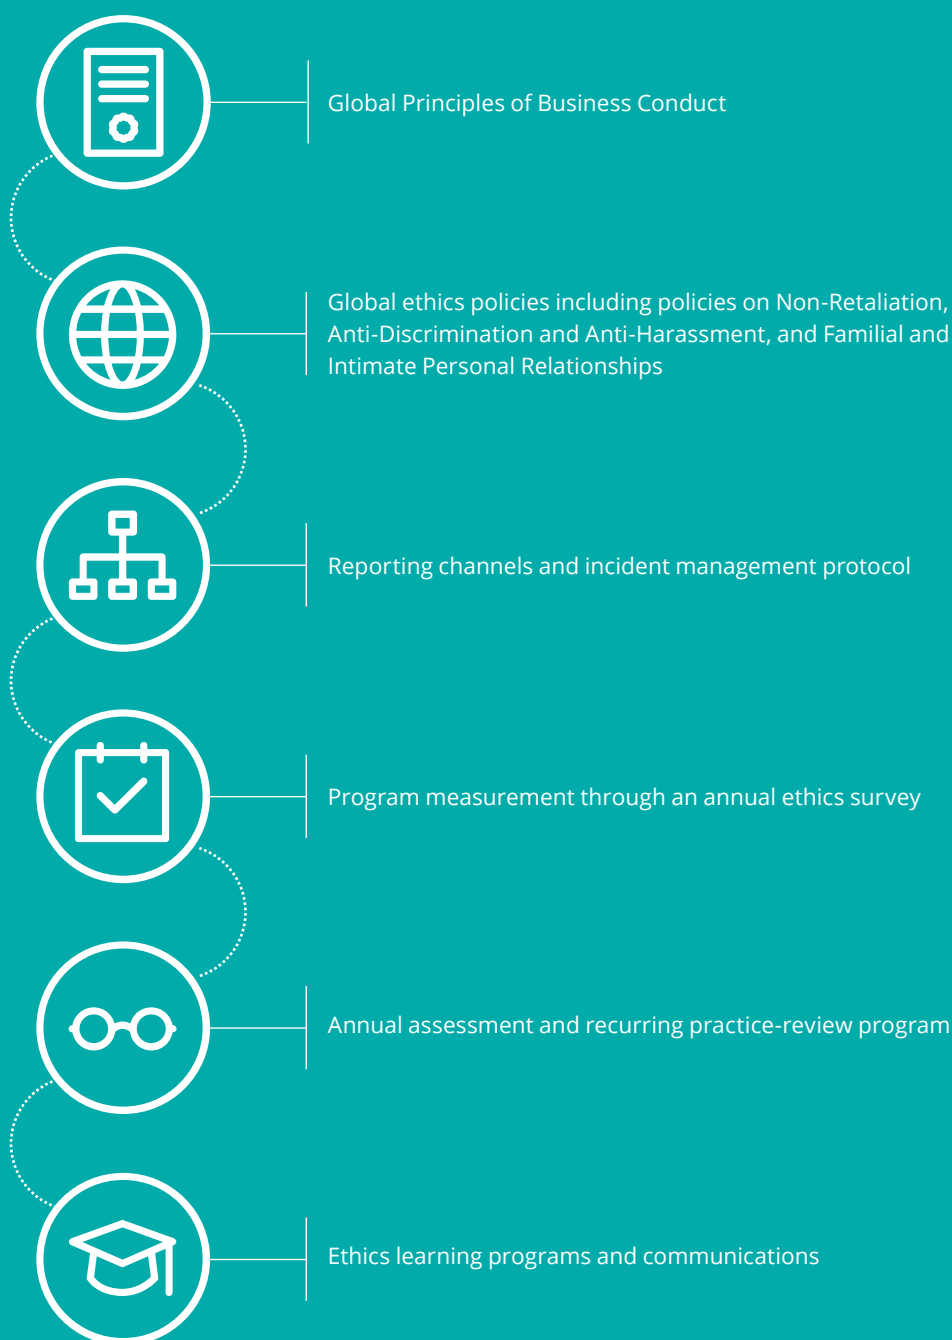 Global Principles of Business Conduct
Global ethics policies including policies on Non-Retaliation,
Anti-Discrimination and Anti-Harassment, and Familial and
Intimate Personal Relationships
Reporting channels and incident management protocol
Program measurement through an annual ethics survey
Annual assessment and recurring practice-review program
Ethics learning programs and communications